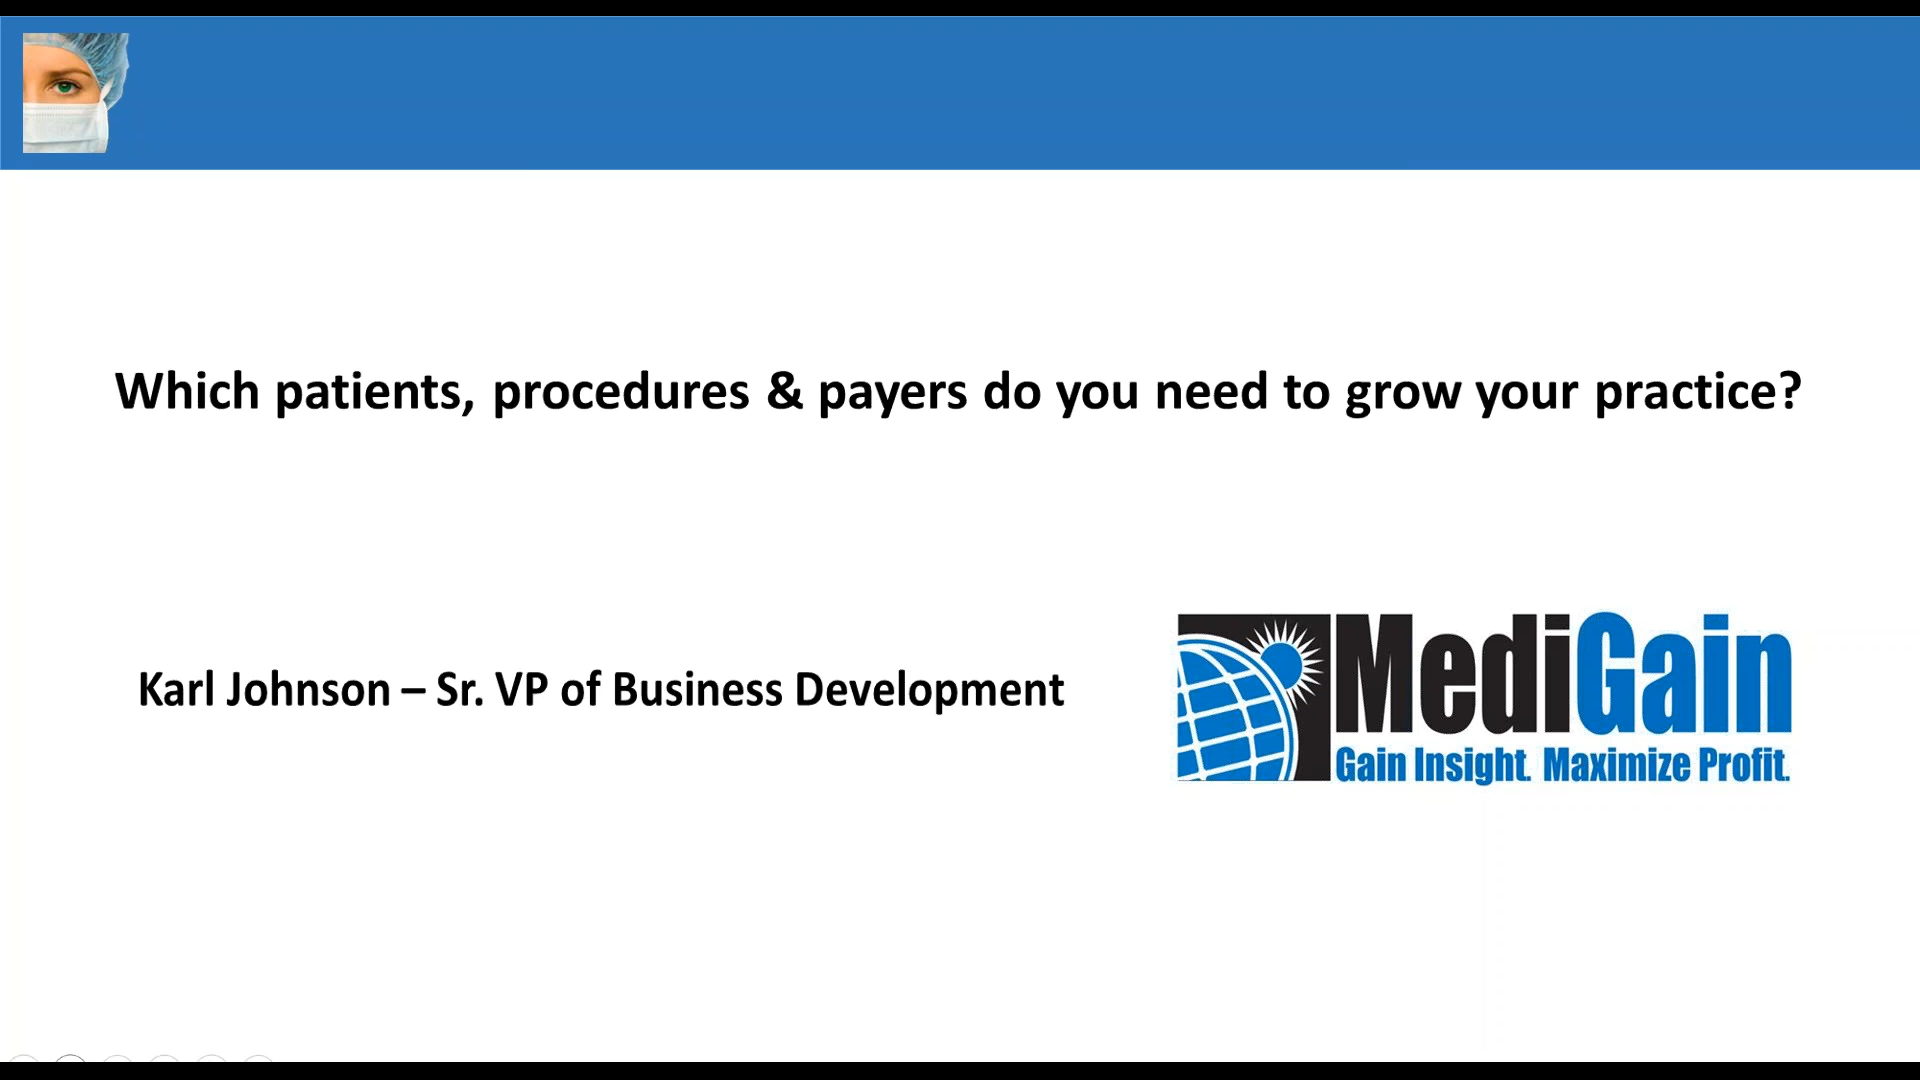 Which patients, procedures & payers do you need to grow your practice?
Karl Johnson – Sr. VP of Business Development
MediGain
Gain Insight. Maximize Profit.